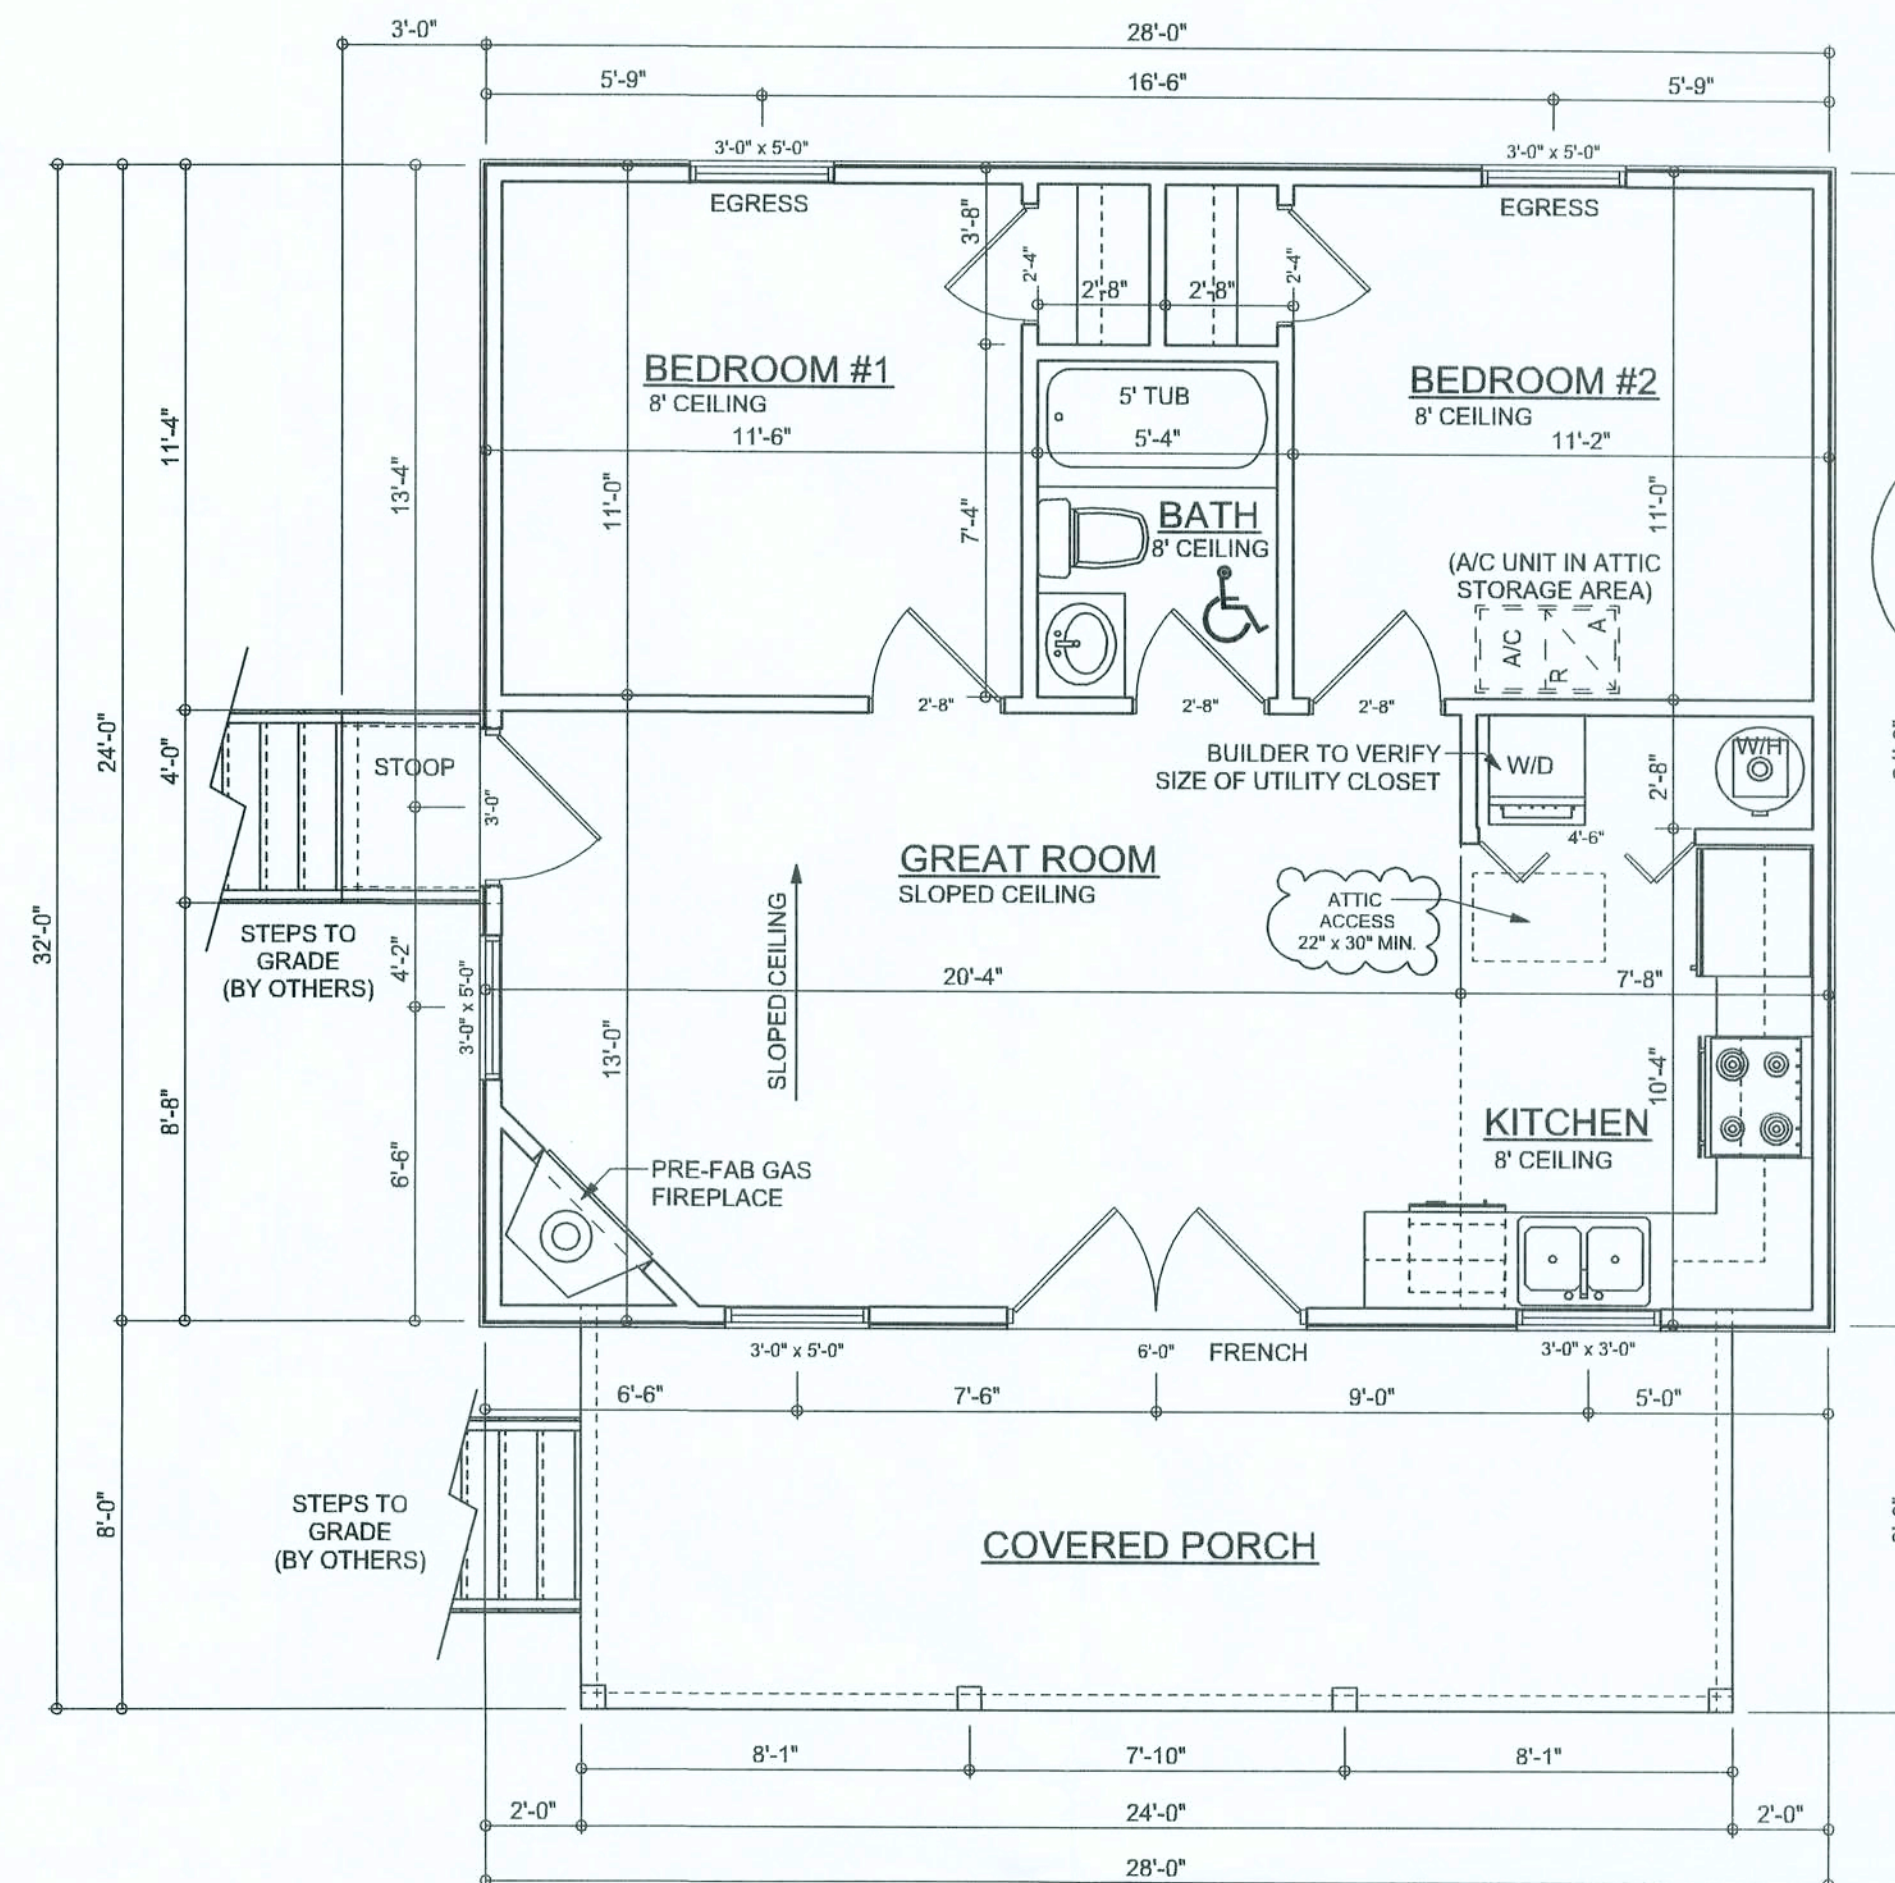 3'-0"
28'-0"
5'-9"
16'-6"
5'-9"
3'-0" x 5'-0"
3'-0" x 5'-0"
EGRESS
EGRESS
3'-8"
2'-4"
2'-4"
2'-8"
2'-8"
BEDROOM #1
8' CEILING
11'-6"
5' TUB
5'-4"
BEDROOM #2
8' CEILING
11'-2"
11'-4"
13'-4"
11'-0"
7'-4"
BATH
8' CEILING
11'-0"
(A/C UNIT IN ATTIC
STORAGE AREA)
A/C
R
A
2'-8"
2'-8"
2'-8"
24'-0"
4'-0"
STOOP
3'-0"
BUILDER TO VERIFY
SIZE OF UTILITY CLOSET
W/D
2'-8"
W/H
4'-6"
GREAT ROOM
SLOPED CEILING
SLOPED CEILING
ATTIC
ACCESS
22" x 30" MIN.
32'-0"
STEPS TO
GRADE
(BY OTHERS)
4'-2"
3'-0" x 5'-0"
20'-4"
7'-8"
13'-0"
8'-8"
6'-6"
10'-4"
KITCHEN
8' CEILING
PRE-FAB GAS
FIREPLACE
3'-0" x 5'-0"
6'-0"
FRENCH
3'-0" x 3'-0"
6'-6"
7'-6"
9'-0"
5'-0"
8'-0"
STEPS TO
GRADE
(BY OTHERS)
COVERED PORCH
8'-1"
7'-10"
8'-1"
2'-0"
24'-0"
2'-0"
28'-0"